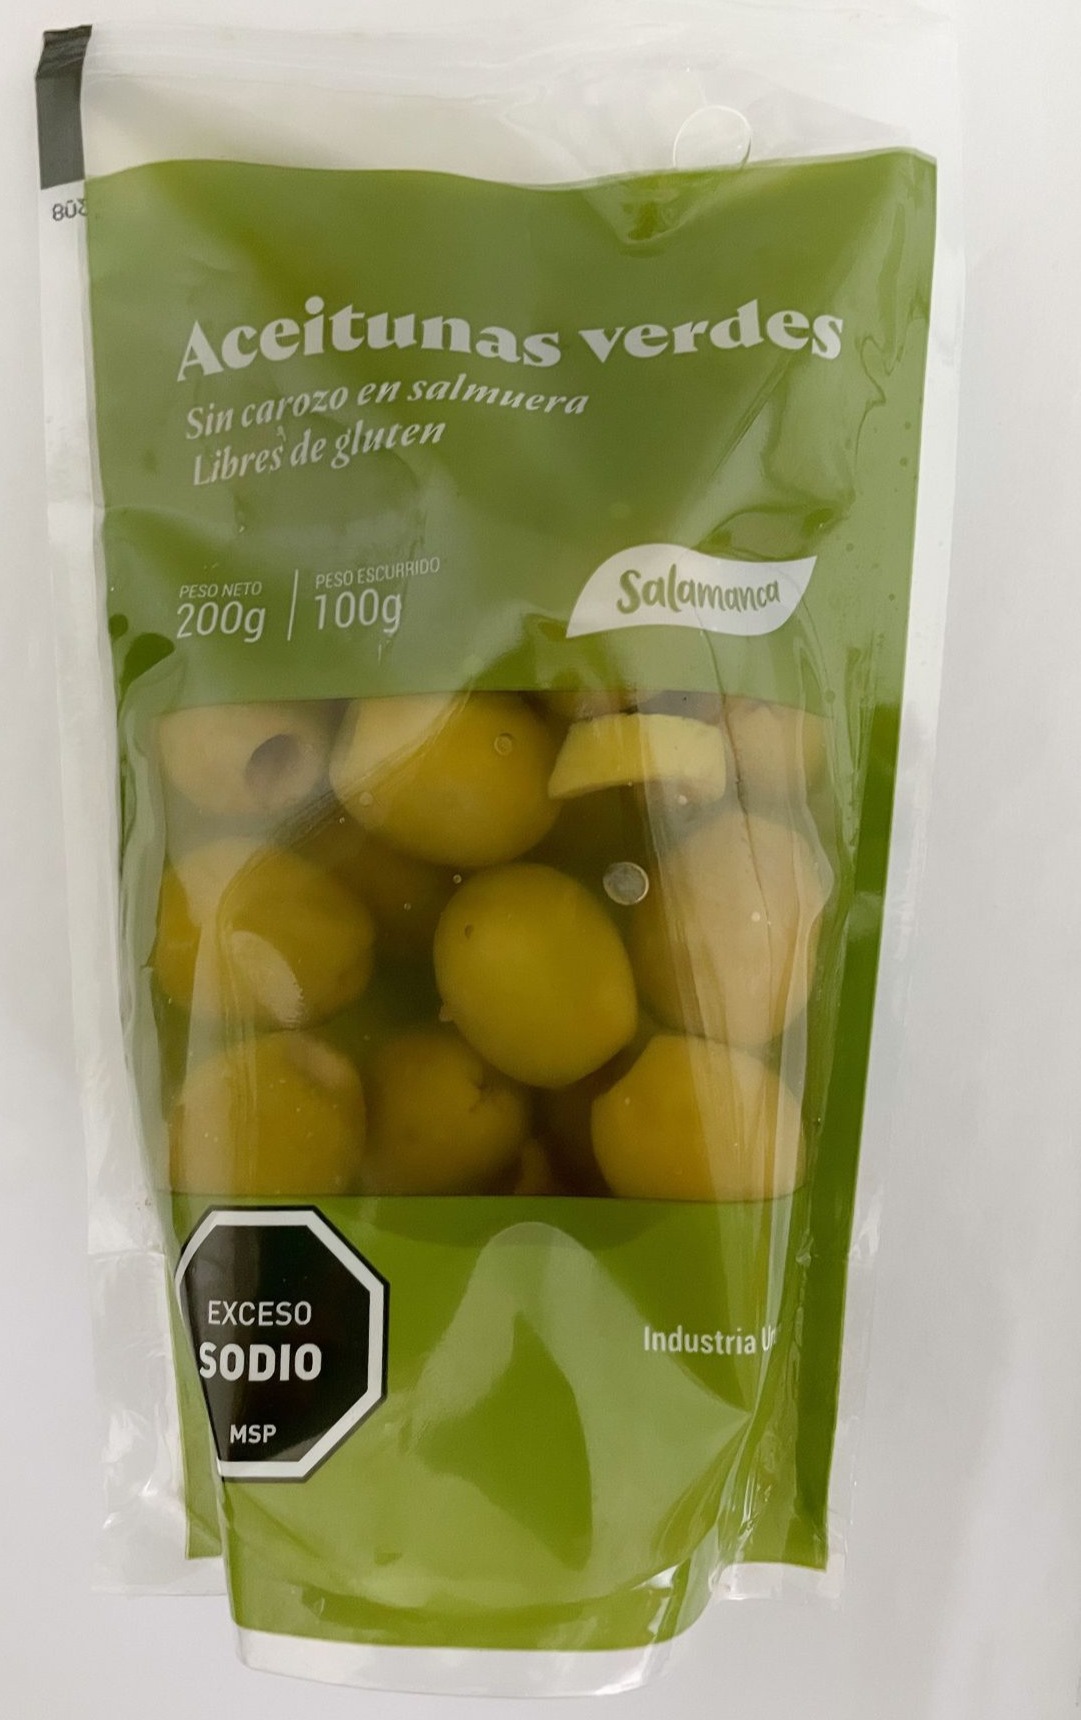 Aceitunas verdes
Sin carozo en salmuera
Libres de gluten
PESO NETO
200g
PESO ESCURRIDO
100g
Salamanca
EXCESO
SODIO
MSP
Industria